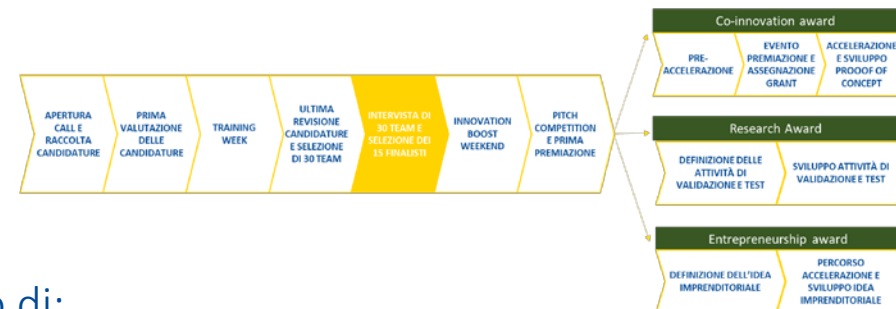 APERTURA
CALL E
RACCOLTA
CANDIDATURE
PRIMA
VALUTAZIONE
DELLE
CANDIDATURE
TRAINING
WEEK
ULTIMA
REVISIONE
CANDIDATURE
E SELEZIONE
DI 30 TEAM
INTERVISTA DI
30 TEAM E
SELEZIONE DEI
15 FINALISTI
INNOVATION
BOOST
WEEKEND
PITCH
COMPETITION
E PRIMA
PREMIAZIONE
Co-innovation award
PRE-
ACCELERAZIONE
EVENTO
PREMIAZIONE E
ASSEGNAZIONE
GRANT
ACCELERAZIONE
E SVILUPPO
PROOOF OF
CONCEPT
Research Award
DEFINIZIONE DELLE
ATTIVITÀ DI
VALIDAZIONE E TEST
SVILUPPO ATTIVITÀ DI
VALIDAZIONE E TEST
Entrepreneurship award
DEFINIZIONE DELL'IDEA
IMPRENDITORIALE
PERCORSO
ACCELERAZIONE E
SVILUPPO IDEA
IMPRENDITORIALE
di: